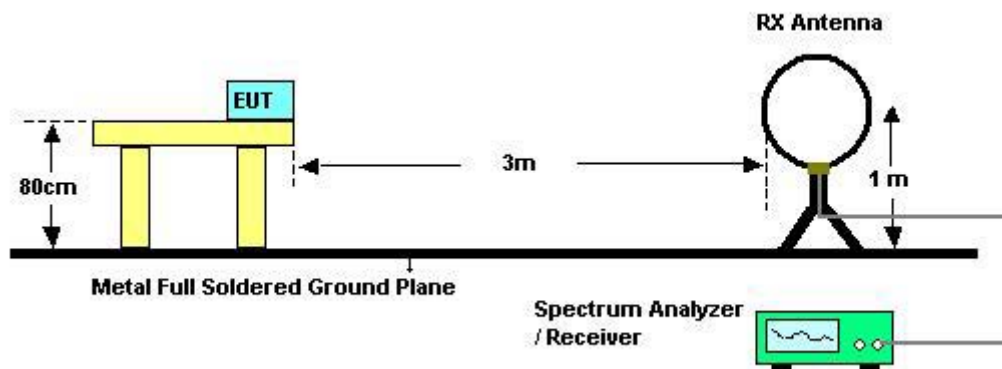 RX Antenna
EUT
3m
80cm
1 m
Metal Full Soldered Ground Plane
Spectrum Analyzer
/ Receiver